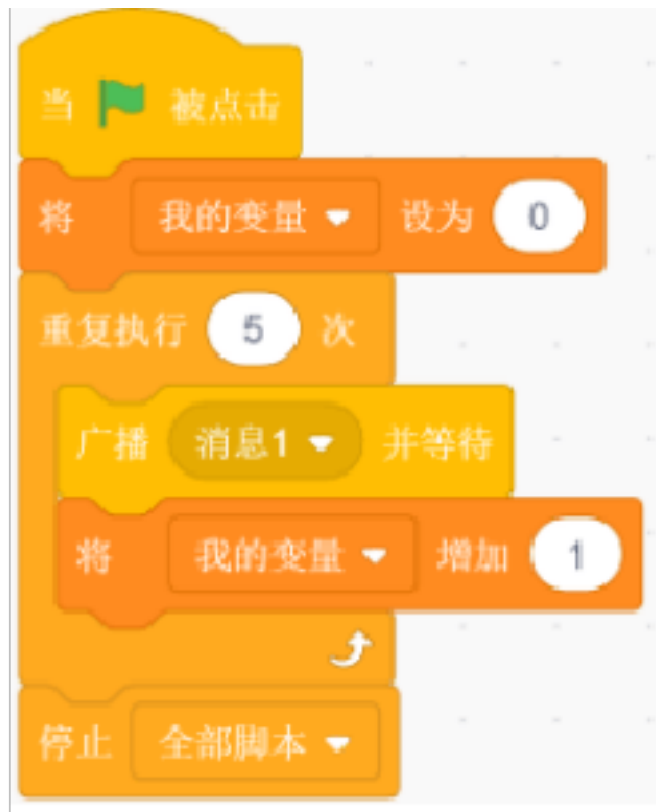 当 被点击
将 我的变量 设为 0
重复执行 5 次
广播 消息1 并等待
将 我的变量 增加 1
停止 全部脚本